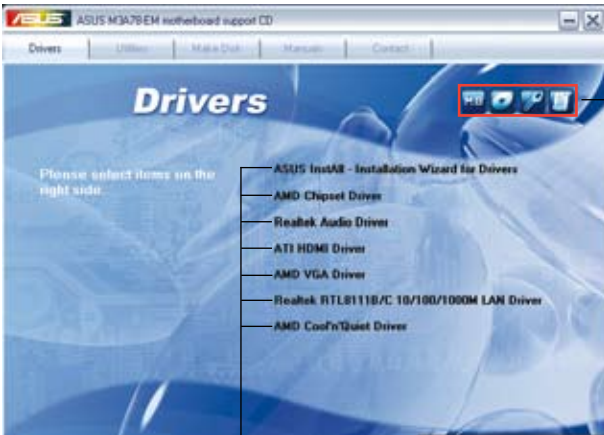 ASUS ASUS M3A78-EM motherboard support CD
Drivers Utilities Make Disk Manuals Contact
Drivers
Please select items on the
right side.
ASUS InstAll - Installation Wizard for Drivers
AMD Chipset Driver
Realtek Audio Driver
ATI HDMI Driver
AMD VGA Driver
Realtek RTL8111B/C 10/100/1000M LAN Driver
AMD Cool'n'Quiet Driver